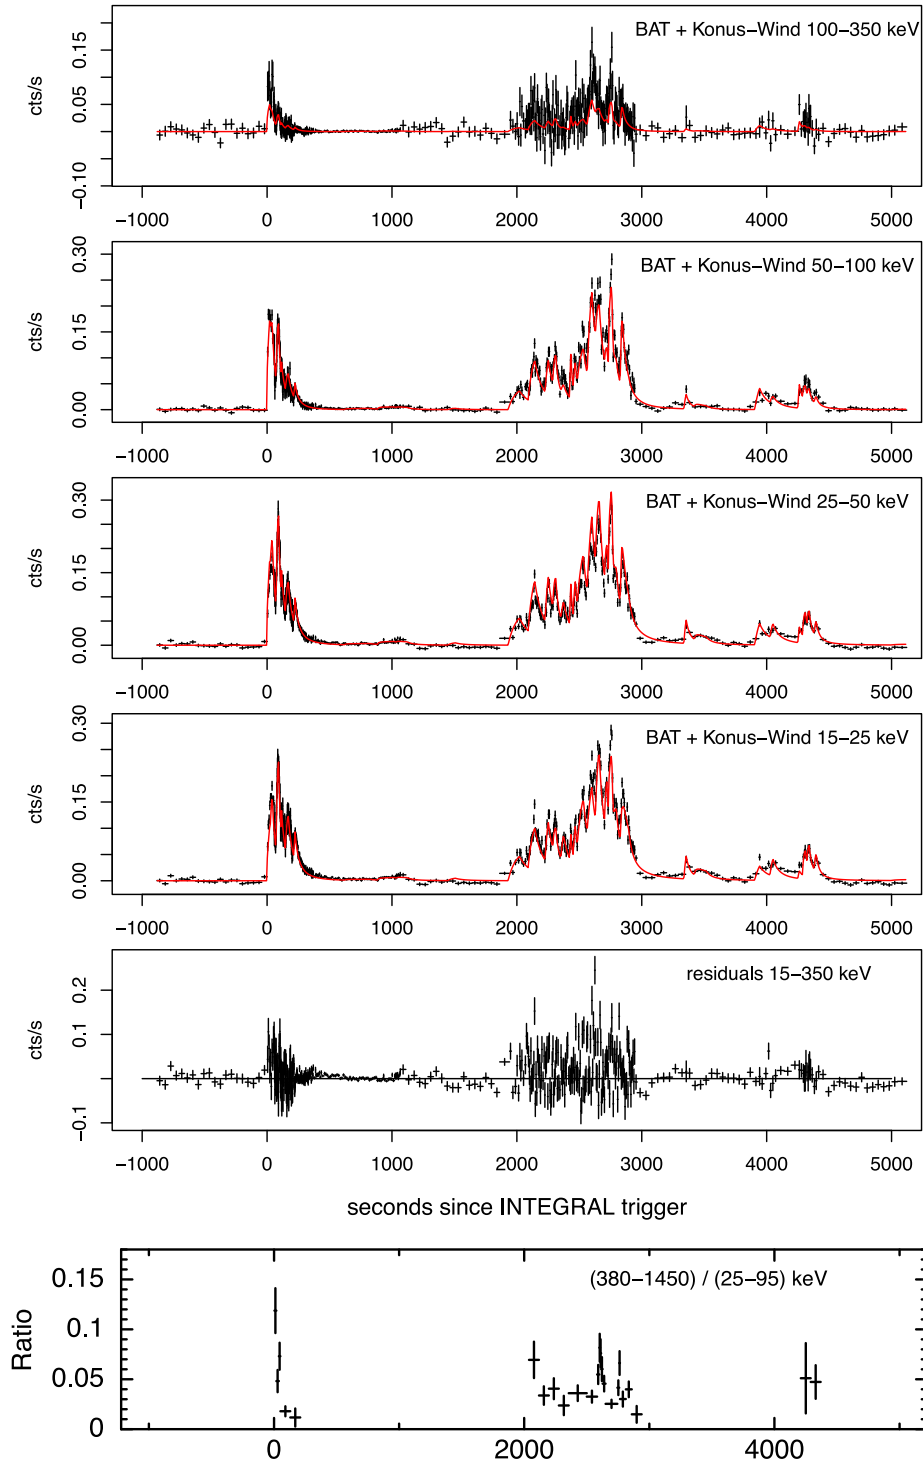 BAT + Konus−Wind 100−350 keV
cts/s
0.15
0.05
−0.10
−1000 0 1000 2000 3000 4000 5000
BAT + Konus−Wind 50−100 keV
cts/s
0.30
0.15
0.00
−1000 0 1000 2000 3000 4000 5000
BAT + Konus−Wind 25−50 keV
cts/s
0.30
0.15
0.00
−1000 0 1000 2000 3000 4000 5000
BAT + Konus−Wind 15−25 keV
cts/s
0.30
0.15
0.00
−1000 0 1000 2000 3000 4000 5000
residuals 15−350 keV
cts/s
0.2
0.1
−0.1
−1000 0 1000 2000 3000 4000 5000
seconds since INTEGRAL trigger
(380−1450) / (25−95) keV
Ratio
0.15
0.1
0.05
0
0 2000 4000